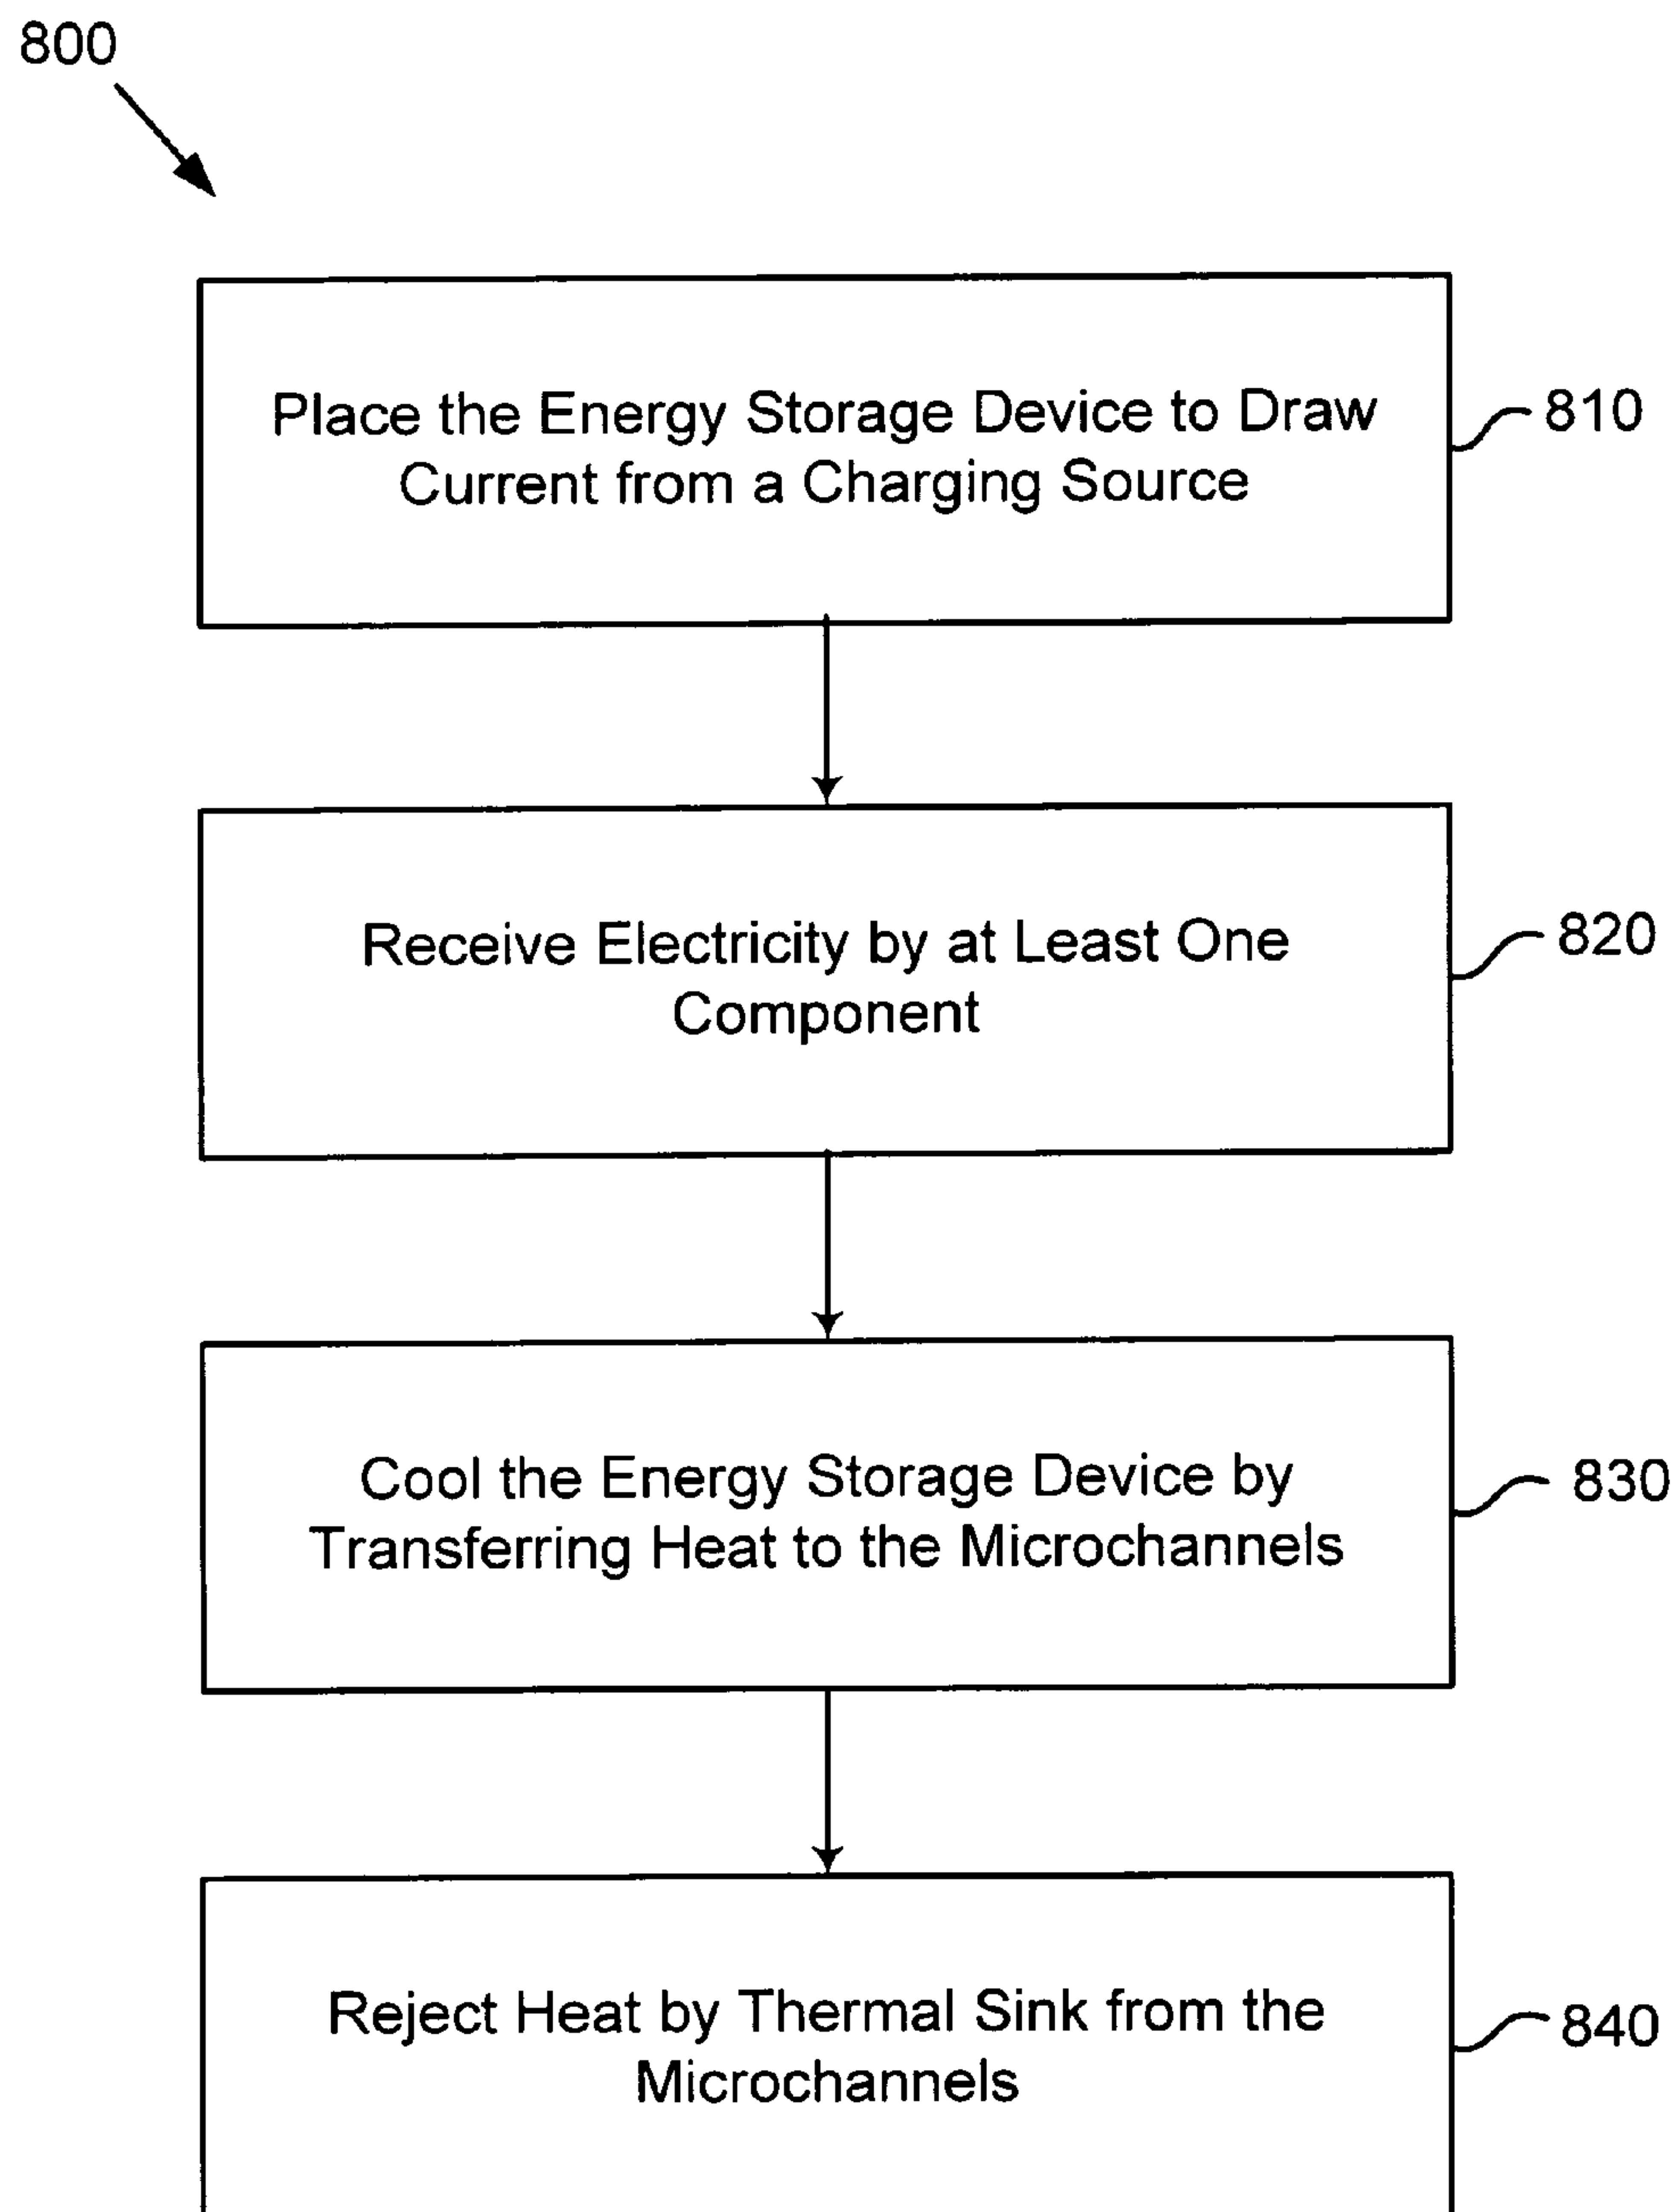 800
Place the Energy Storage Device to Draw
Current from a Charging Source
810
Receive Electricity by at Least One
Component
820
Cool the Energy Storage Device by
Transferring Heat to the Microchannels
830
Reject Heat by Thermal Sink from the
Microchannels
840